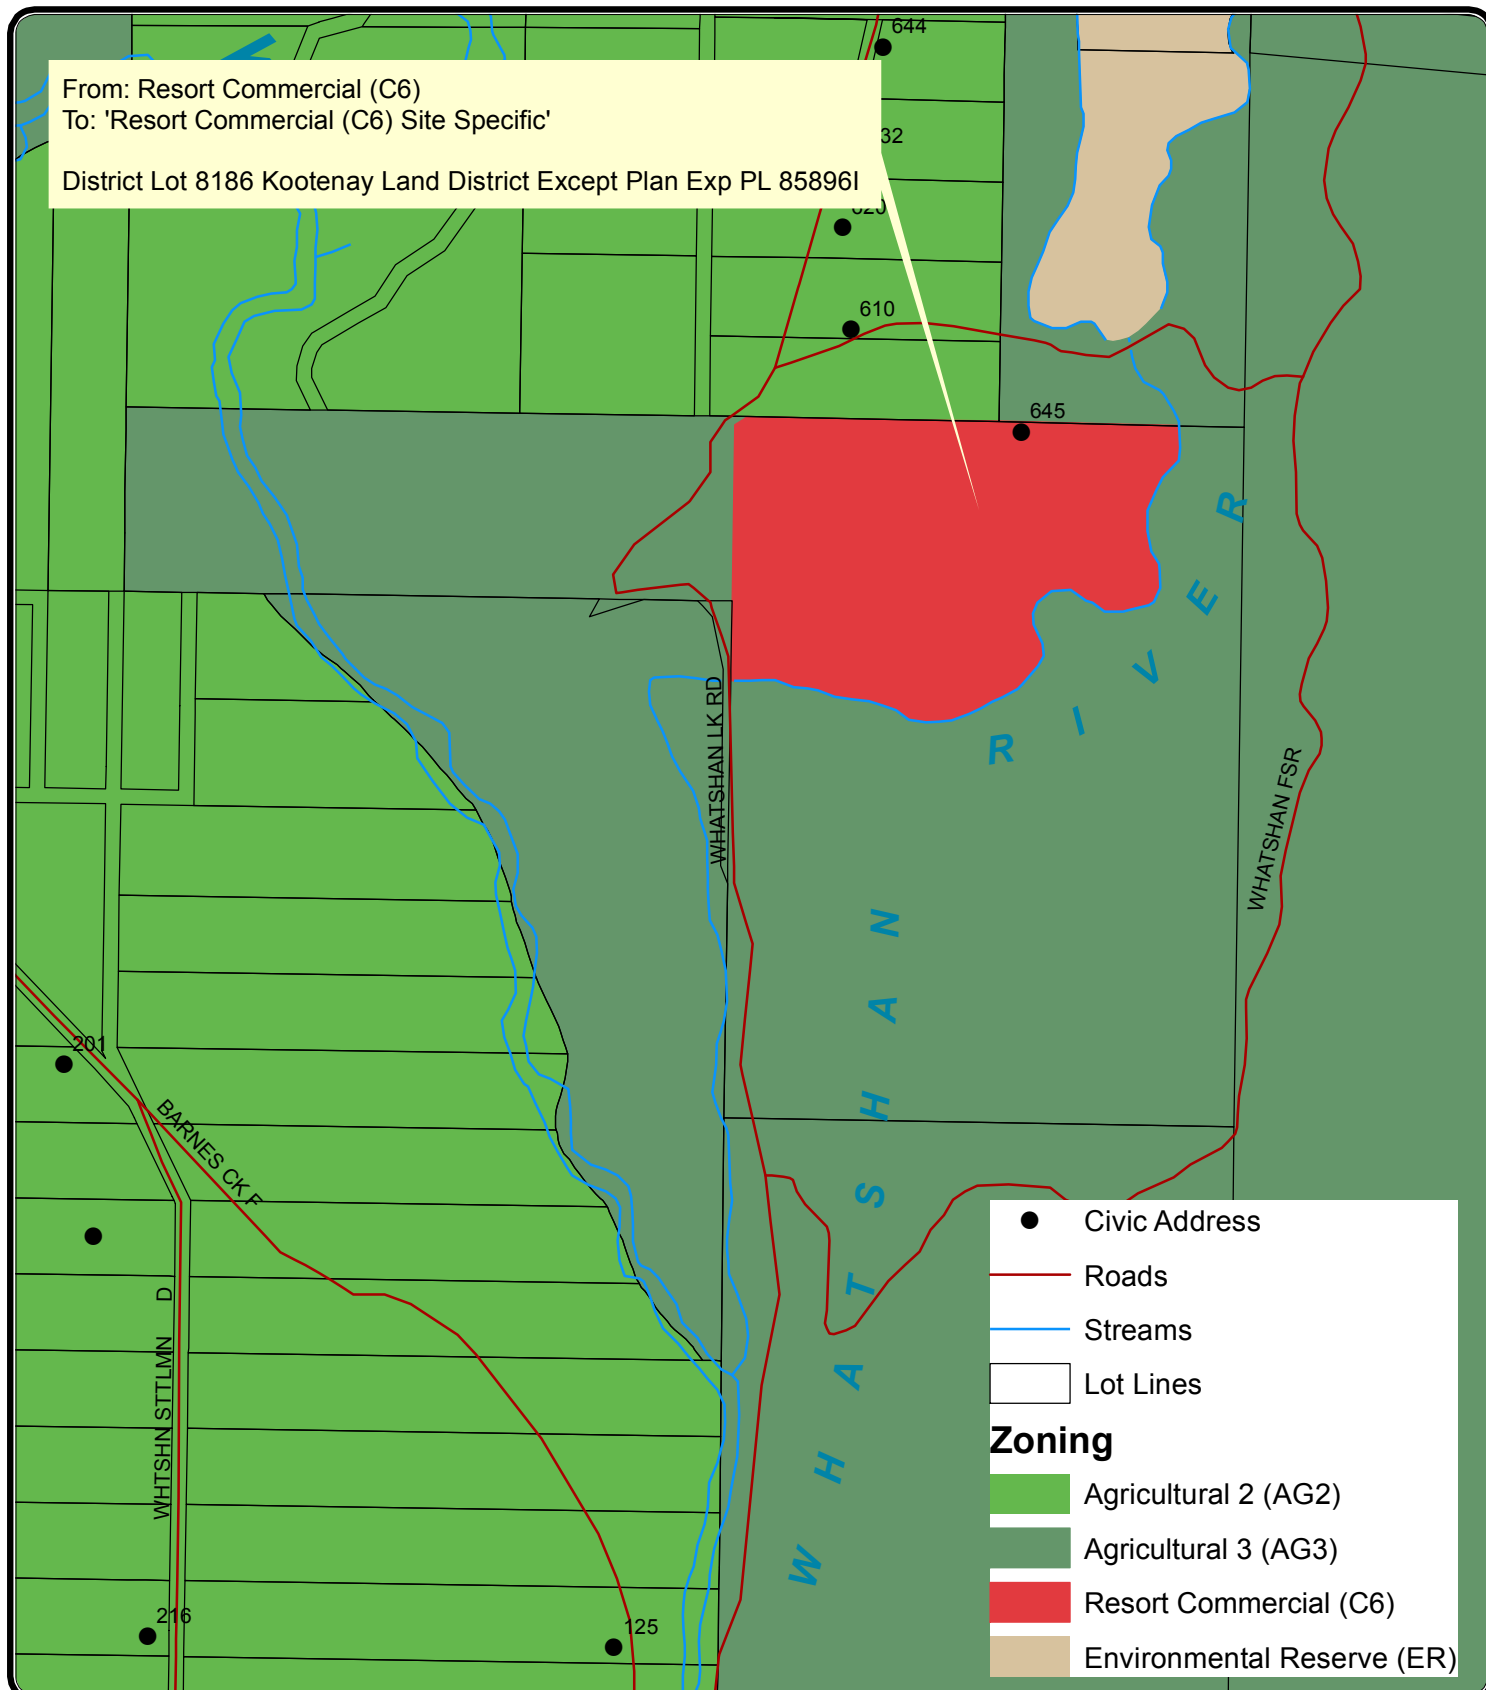 644
From: Resort Commercial (C6)
To: 'Resort Commercial (C6) Site Specific'
District Lot 8186 Kootenay Land District Except Plan Exp PL 85896I
32
620
610
645
WHATSHAN RIVER
WHATSHAN LK RD
WHATSHAN FSR
201
BARNES CK F
WHTSHN STTLMN D
216
125
Civic Address
Roads
Streams
Lot Lines
Zoning
Agricultural 2 (AG2)
Agricultural 3 (AG3)
Resort Commercial (C6)
Environmental Reserve (ER)